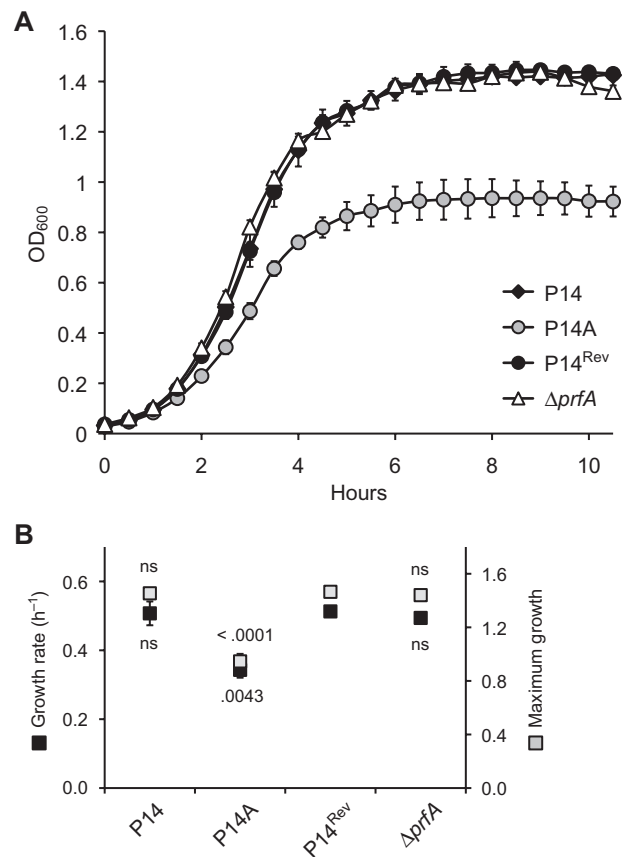 A
1.6
1.4
1.2
1
0.8
0.6
0.4
0.2
0
OD600
P14
P14A
P14Rev
ΔprfA
0 2 4 6 8 10
Hours
B
Growth rate (h–1)
0.6
0.4
0.2
0.0
ns
ns
< .0001
.0043
ns
ns
1.6
1.2
0.8
0.4
0.0
Maximum growth
P14 P14A P14Rev ΔprfA